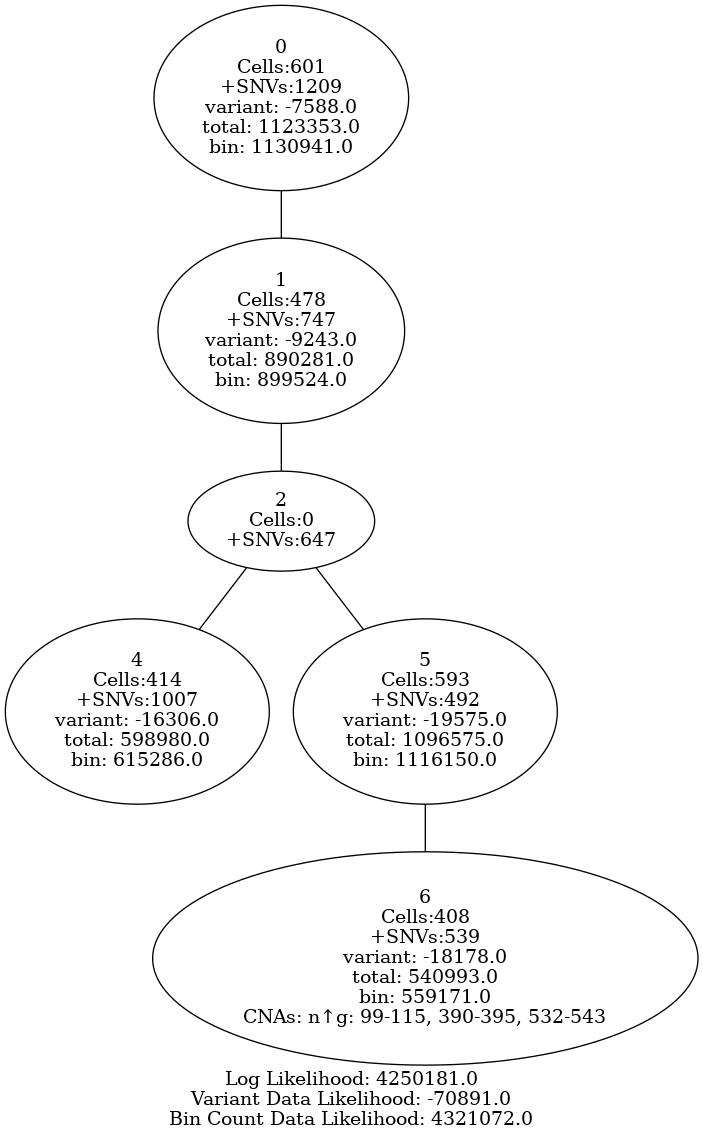 0
Cells:601
+SNVs:1209
variant: -7588.0
total: 1123353.0
bin: 1130941.0
1
Cells:478
+SNVs:747
variant: -9243.0
total: 890281.0
bin: 899524.0
2
Cells:0
+SNVs:647
4
Cells:414
+SNVs:1007
variant: -16306.0
total: 598980.0
bin: 615286.0
5
Cells:593
+SNVs:492
variant: -19575.0
total: 1096575.0
bin: 1116150.0
6
Cells:408
+SNVs:539
variant: -18178.0
total: 540993.0
bin: 559171.0
CNAs: n↑g: 99-115, 390-395, 532-543
Log Likelihood: 4250181.0
Variant Data Likelihood: -70891.0
Bin Count Data Likelihood: 4321072.0